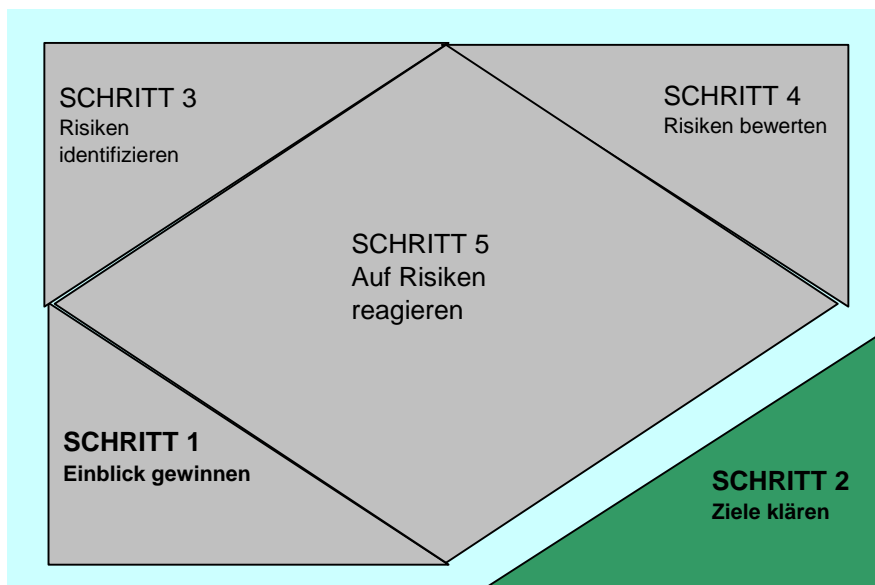 SCHRITT 3
Risiken
identifizieren
SCHRITT 4
Risiken bewerten
SCHRITT 5
Auf Risiken
reagieren
SCHRITT 1
Einblick gewinnen
SCHRITT 2
Ziele klären